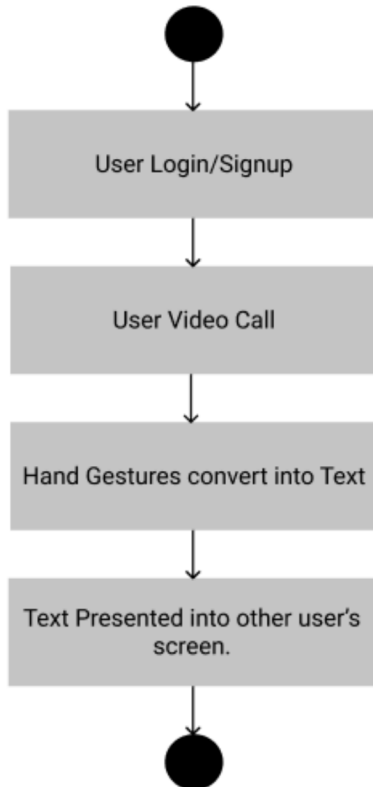 User Login/Signup
User Video Call
Hand Gestures convert into Text
Text Presented into other user's
screen.